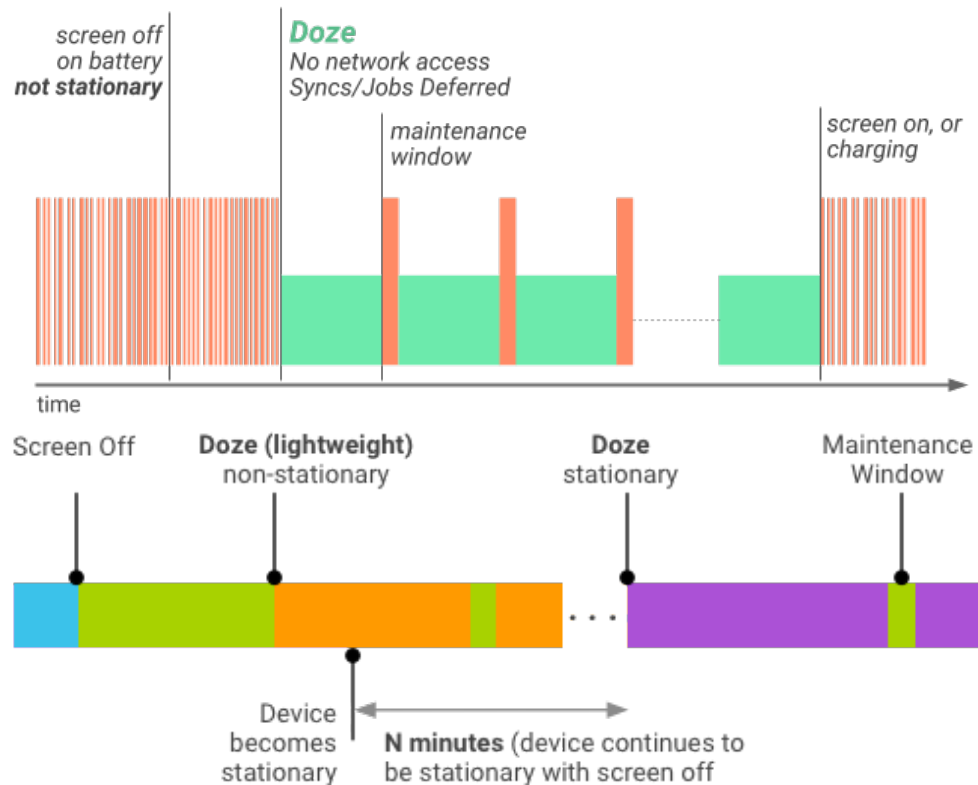 screen off
on battery
not stationary
Doze
No network access
Syncs/Jobs Deferred
maintenance
window
screen on, or
charging
time
Screen Off
Doze (lightweight)
non-stationary
Doze
stationary
Maintenance
Window
Device
becomes
stationary
N minutes (device continues to
be stationary with screen off